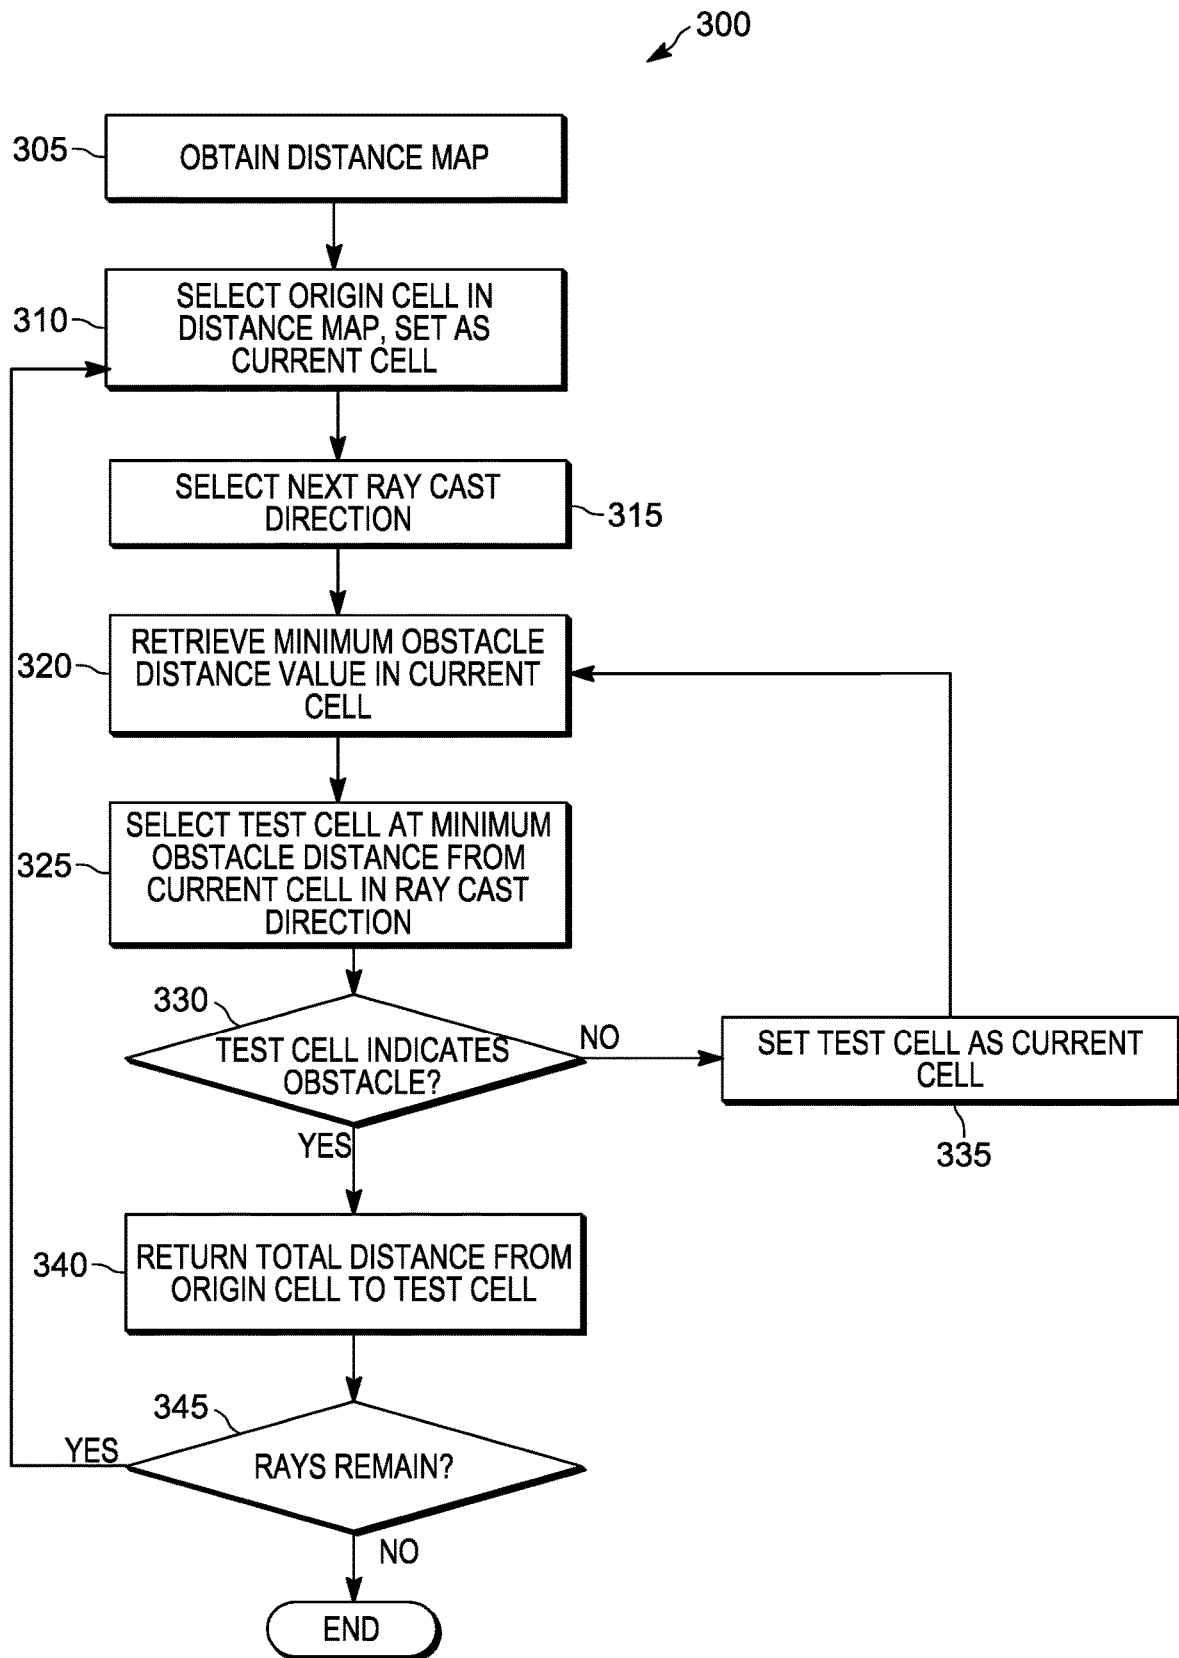 300
305
OBTAIN DISTANCE MAP
310
SELECT ORIGIN CELL IN
DISTANCE MAP, SET AS
CURRENT CELL
SELECT NEXT RAY CAST
DIRECTION
315
320
RETRIEVE MINIMUM OBSTACLE
DISTANCE VALUE IN CURRENT
CELL
325
SELECT TEST CELL AT MINIMUM
OBSTACLE DISTANCE FROM
CURRENT CELL IN RAY CAST
DIRECTION
330
TEST CELL INDICATES
OBSTACLE?
NO
SET TEST CELL AS CURRENT
CELL
335
YES
340
RETURN TOTAL DISTANCE FROM
ORIGIN CELL TO TEST CELL
345
YES
RAYS REMAIN?
NO
END